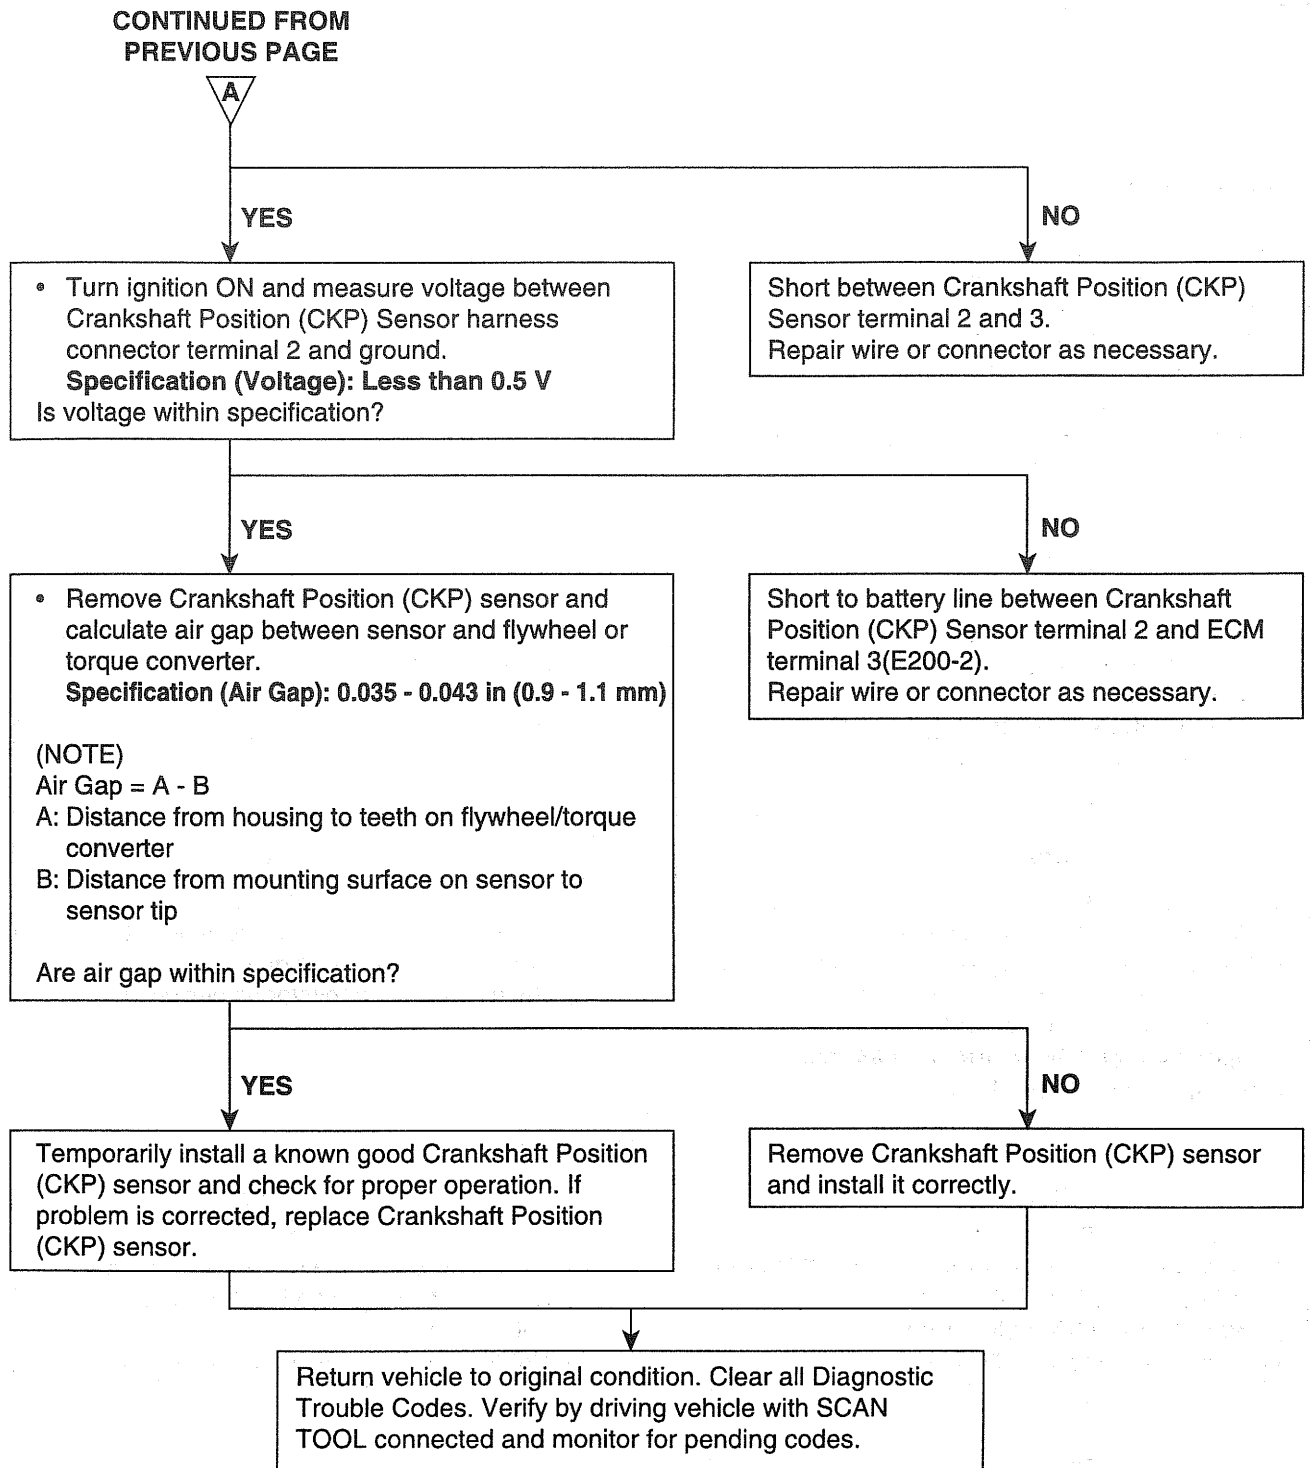 CONTINUED FROM
PREVIOUS PAGE
A
YES
NO
• Turn ignition ON and measure voltage between
Crankshaft Position (CKP) Sensor harness
connector terminal 2 and ground.
Specification (Voltage): Less than 0.5 V
Is voltage within specification?
Short between Crankshaft Position (CKP)
Sensor terminal 2 and 3.
Repair wire or connector as necessary.
YES
NO
• Remove Crankshaft Position (CKP) sensor and
calculate air gap between sensor and flywheel or
torque converter.
Specification (Air Gap): 0.035 - 0.043 in (0.9 - 1.1 mm)
(NOTE)
Air Gap = A - B
A: Distance from housing to teeth on flywheel/torque
converter
B: Distance from mounting surface on sensor to
sensor tip
Are air gap within specification?
Short to battery line between Crankshaft
Position (CKP) Sensor terminal 2 and ECM
terminal 3(E200-2).
Repair wire or connector as necessary.
YES
NO
Temporarily install a known good Crankshaft Position
(CKP) sensor and check for proper operation. If
problem is corrected, replace Crankshaft Position
(CKP) sensor.
Remove Crankshaft Position (CKP) sensor
and install it correctly.
Return vehicle to original condition. Clear all Diagnostic
Trouble Codes. Verify by driving vehicle with SCAN
TOOL connected and monitor for pending codes.